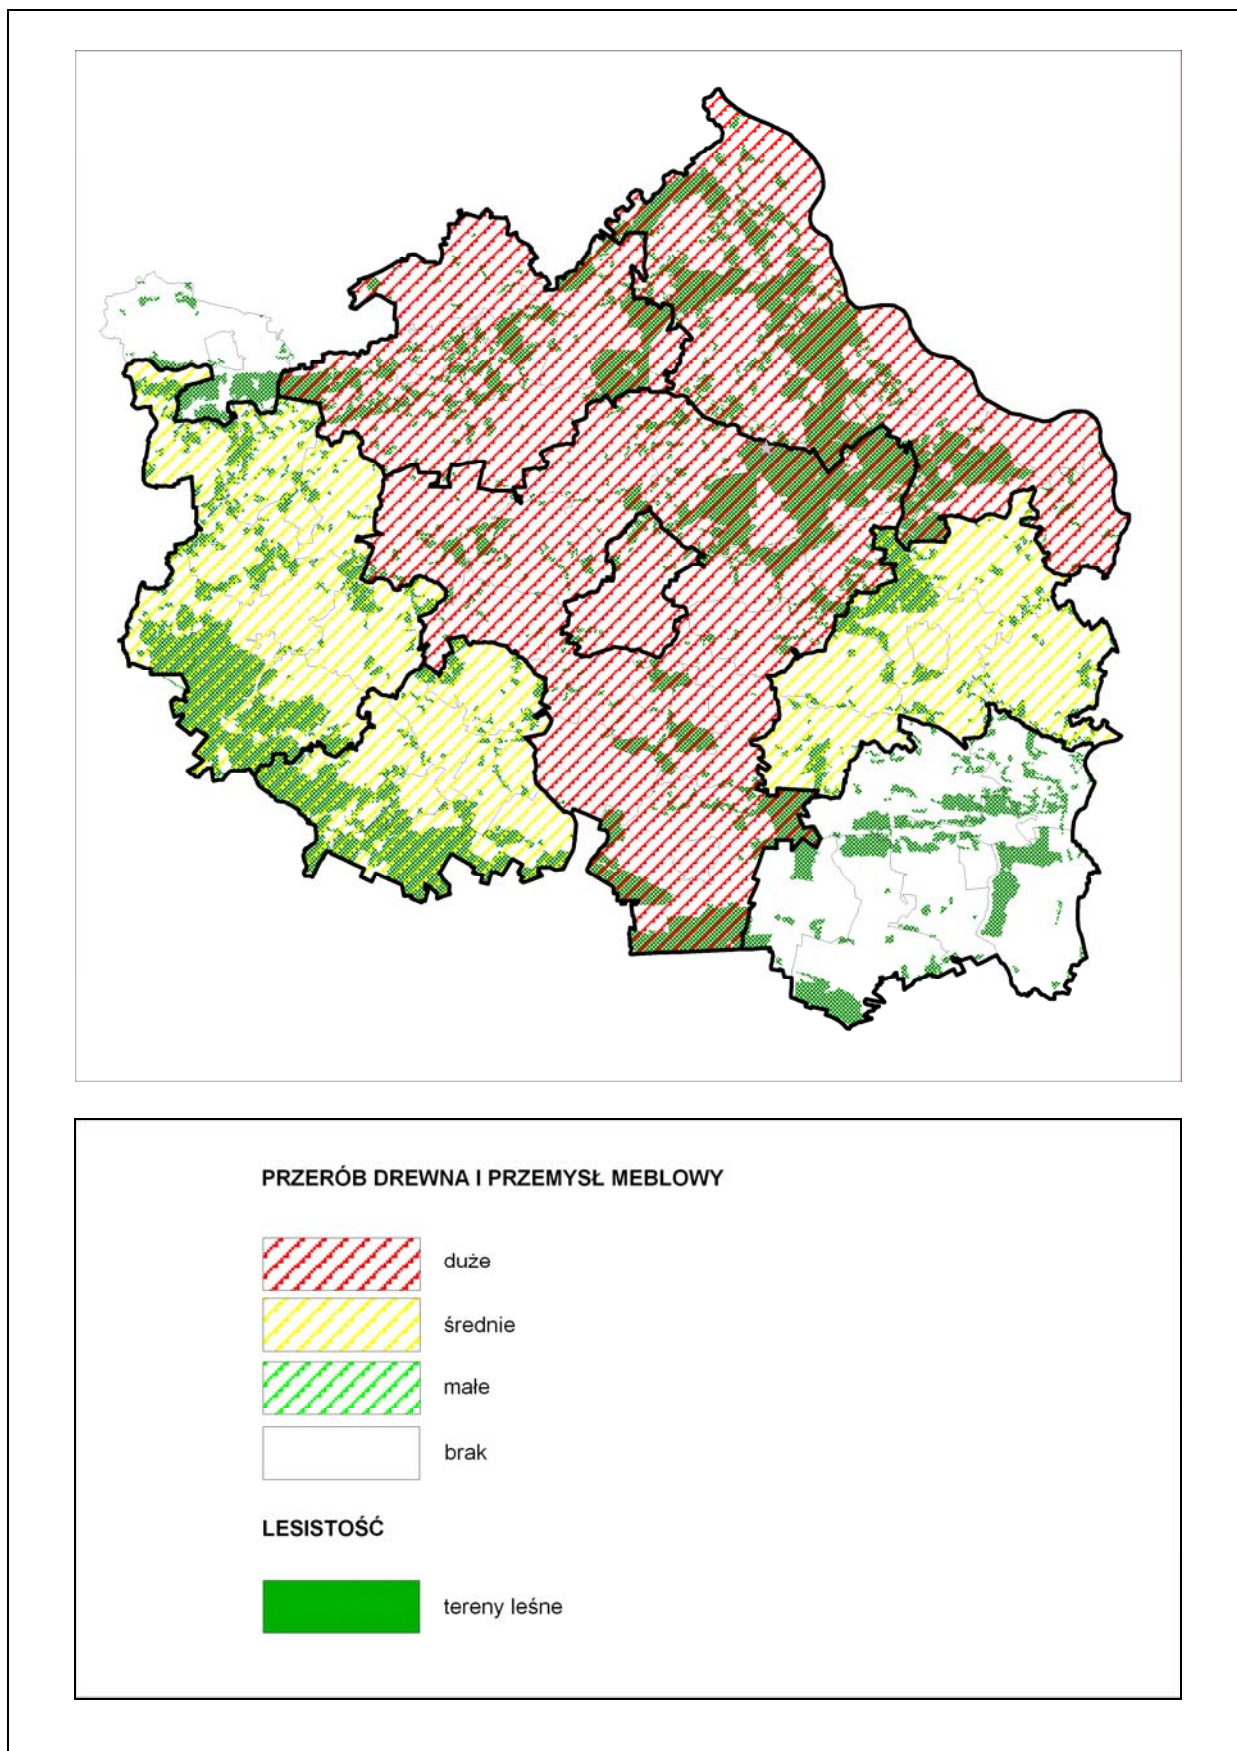 PRZERÓB DREWNA I PRZEMYSŁ MEBLOWY
duże
średnie
małe
brak
LESISTOŚĆ
tereny leśne